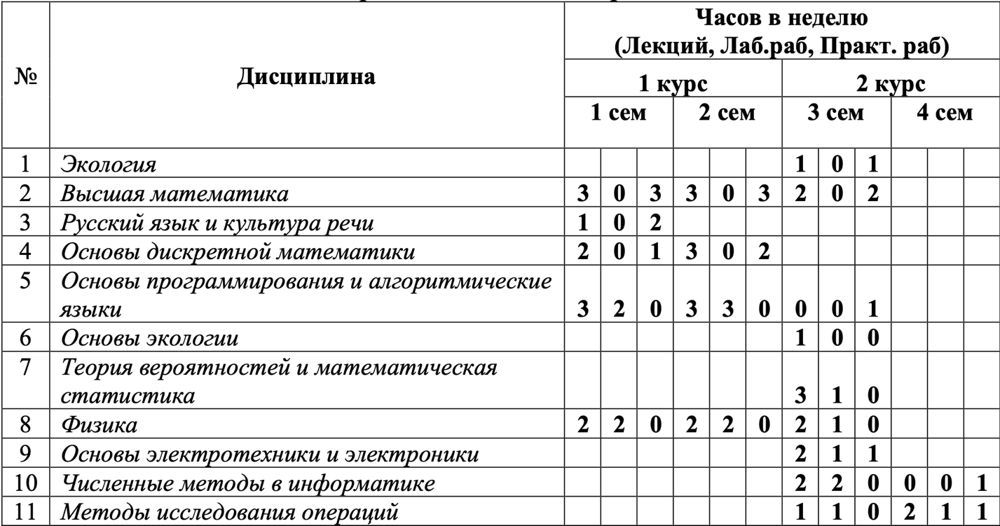 Часов в неделю
(Лекций, Лаб.раб, Практ. раб)
№ Дисциплина
1 курс 2 курс
1 сем 2 сем 3 сем 4 сем
1 Экология 1 0 1
2 Высшая математика 3 0 3 3 0 3 2 0 2
3 Русский язык и культура речи 1 0 2
4 Основы дискретной математики 2 0 1 3 0 2
5 Основы программирования и алгоритмические
языки 3 2 0 3 3 0 0 0 1
6 Основы экологии 1 0 0
7 Теория вероятностей и математическая
статистика 3 1 0
8 Физика 2 2 0 2 2 0 2 1 0
9 Основы электротехники и электроники 2 1 1
10 Численные методы в информатике 2 2 0 0 0 1
11 Методы исследования операций 1 1 0 2 1 1